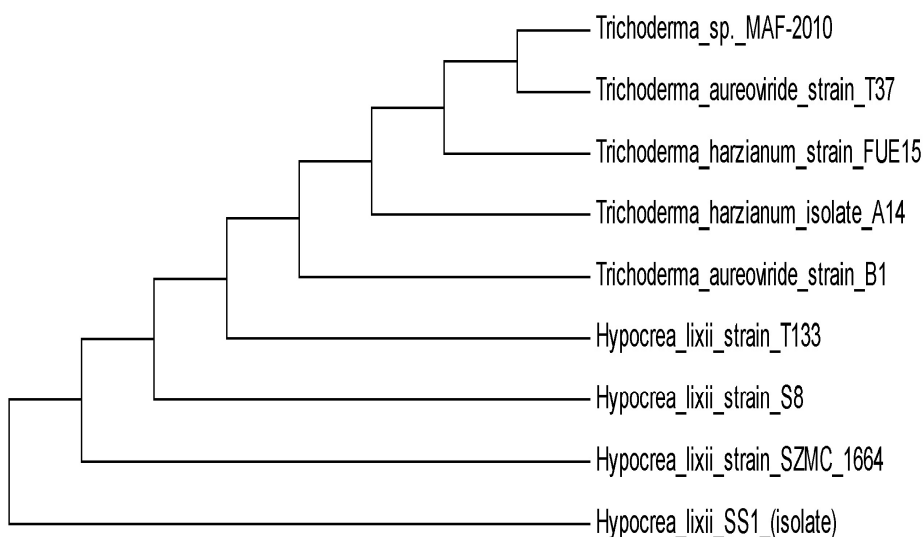 Trichoderma_sp._MAF-2010
Trichoderma_aureoviride_strain_T37
Trichoderma_harzianum_strain_FUE15
Trichoderma_harzianum_isolate_A14
Trichoderma_aureoviride_strain_B1
Hypocrea_lixii_strain_T133
Hypocrea_lixii_strain_S8
Hypocrea_lixii_strain_SZMC_1664
Hypocrea_lixii_SS1_(isolate)